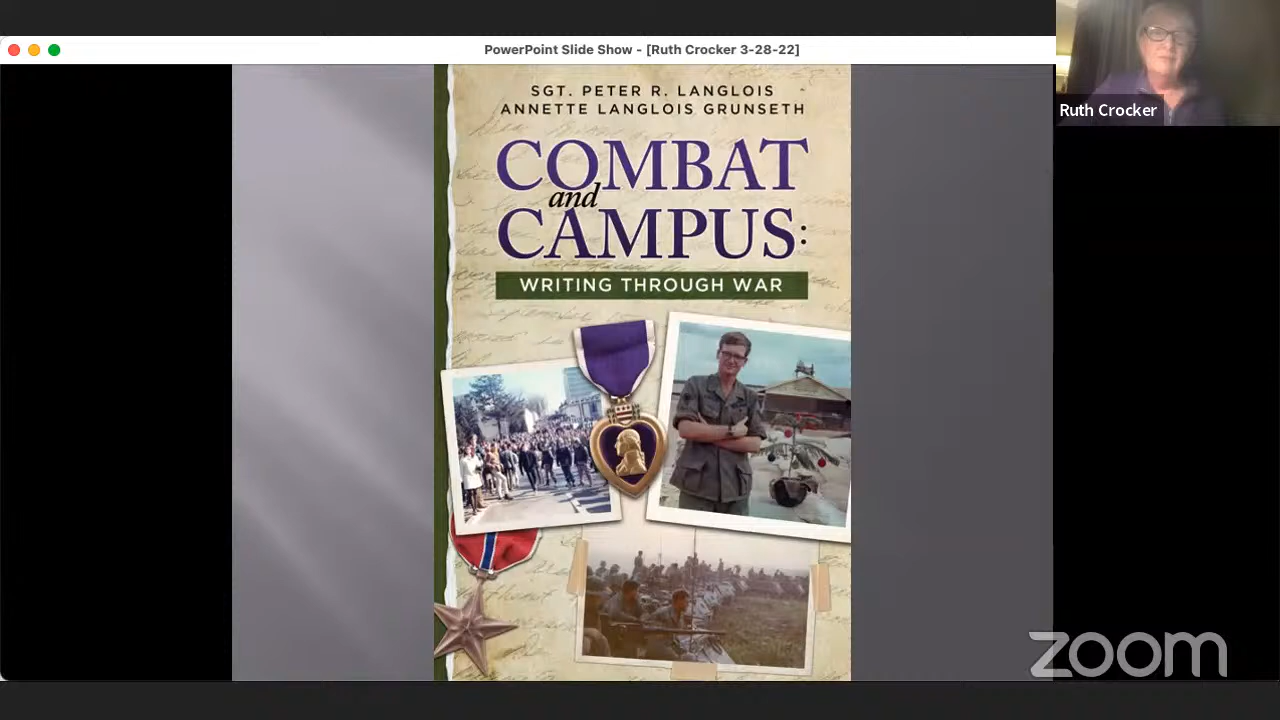 PowerPoint Slide Show - [Ruth Crocker 3-28-22]
Ruth Crocker
SGT. PETER R. LANGLOIS
ANNETTE LANGLOIS GRUNSETH
COMBAT
and
CAMPUS:
WRITING THROUGH WAR
zoom